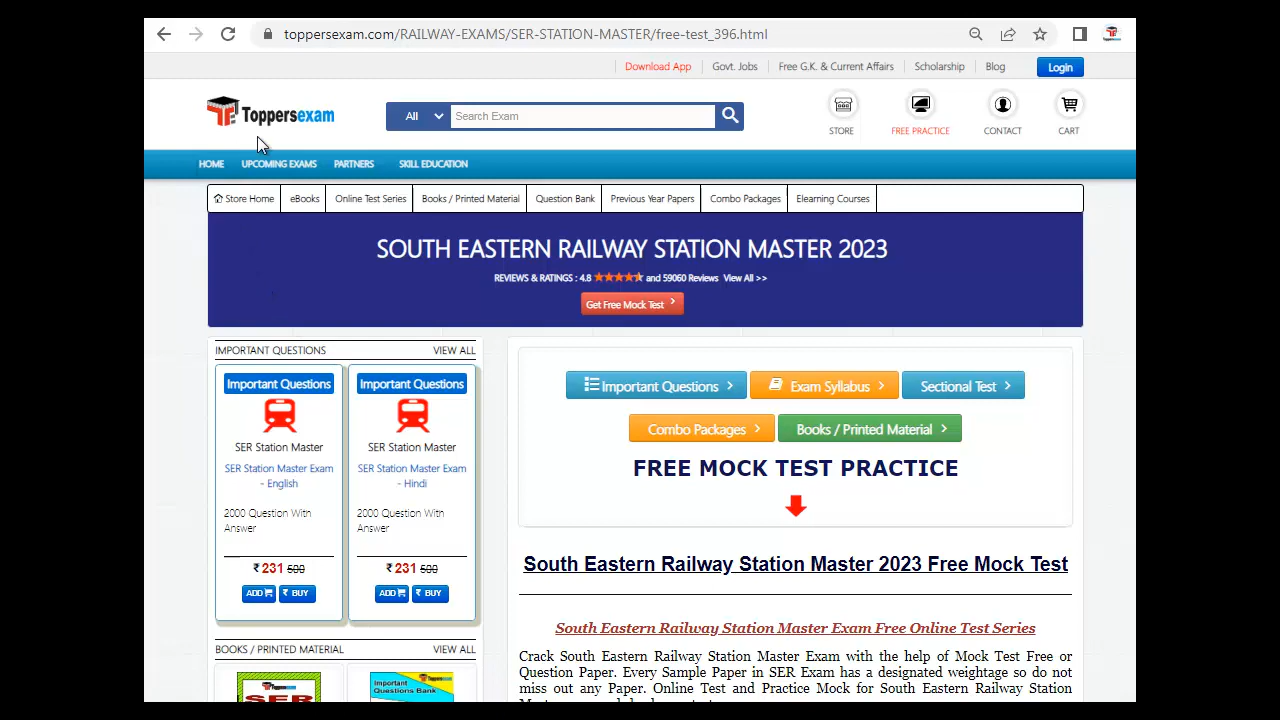 toppersexam.com/RAILWAY-EXAMS/SER-STATION-MASTER/free-test_396.html
Download App Govt. Jobs Free G.K. & Current Affairs Scholarship Blog Login
Toppersexam All Search Exam
STORE FREE PRACTICE CONTACT CART
HOME UPCOMING EXAMS PARTNERS SKILL EDUCATION
Store Home eBooks Online Test Series Books / Printed Material Question Bank Previous Year Papers Combo Packages Elearning Courses
SOUTH EASTERN RAILWAY STATION MASTER 2023
REVIEWS & RATINGS : 4.8 and 59060 Reviews View All >>
Get Free Mock Test
IMPORTANT QUESTIONS VIEW ALL
Important Questions
SER Station Master
SER Station Master Exam
- English
2000 Question With
Answer
₹ 231 500
ADD ₹ BUY
Important Questions
SER Station Master
SER Station Master Exam
- Hindi
2000 Question With
Answer
₹ 231 500
ADD ₹ BUY
BOOKS / PRINTED MATERIAL VIEW ALL
Toppersexam
Important
Questions Bank
Important Questions Exam Syllabus Sectional Test
Combo Packages Books / Printed Material
FREE MOCK TEST PRACTICE
South Eastern Railway Station Master 2023 Free Mock Test
South Eastern Railway Station Master Exam Free Online Test Series
Crack South Eastern Railway Station Master Exam with the help of Mock Test Free or
Question Paper. Every Sample Paper in SER Exam has a designated weightage so do not
miss out any Paper. Online Test and Practice Mock for South Eastern Railway Station